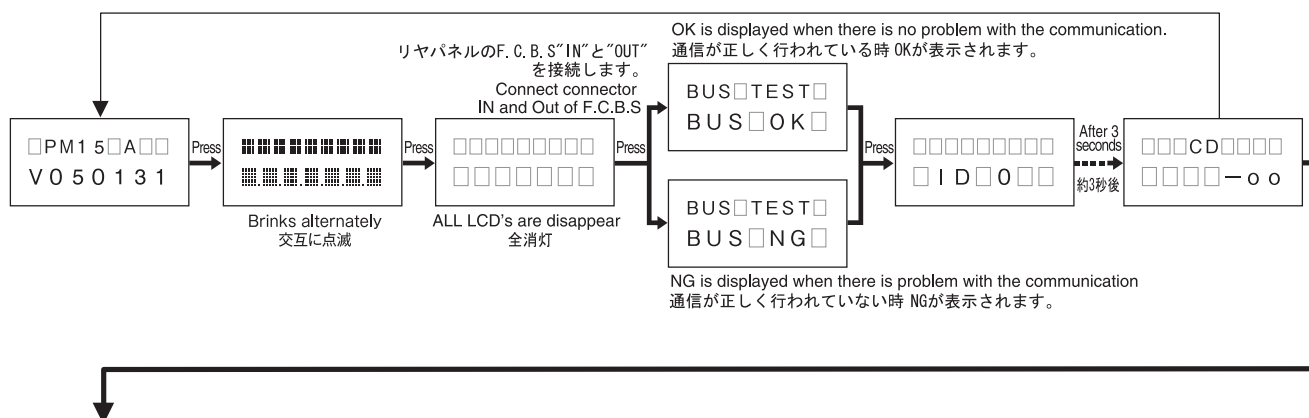 OK is displayed when there is no problem with the communication.
通信が正しく行われている時 OKが表示されます。
リヤパネルのF.C.B.S"IN"と"OUT"
を接続します。
Connect connector
IN and Out of F.C.B.S
□PM15□A□□
V050131
Press
Brinks alternately
交互に点滅
Press
□□□□□□□□□
□□□□□□□
ALL LCD's are disappear
全消灯
Press
BUS□TEST□
BUS□OK□
BUS□TEST□
BUS□NG□
NG is displayed when there is problem with the communication
通信が正しく行われていない時 NGが表示されます。
Press
□□□□□□□□□
□ID□0□□
After 3
seconds
約3秒後
□□□CD□□□□
□□□□-oo